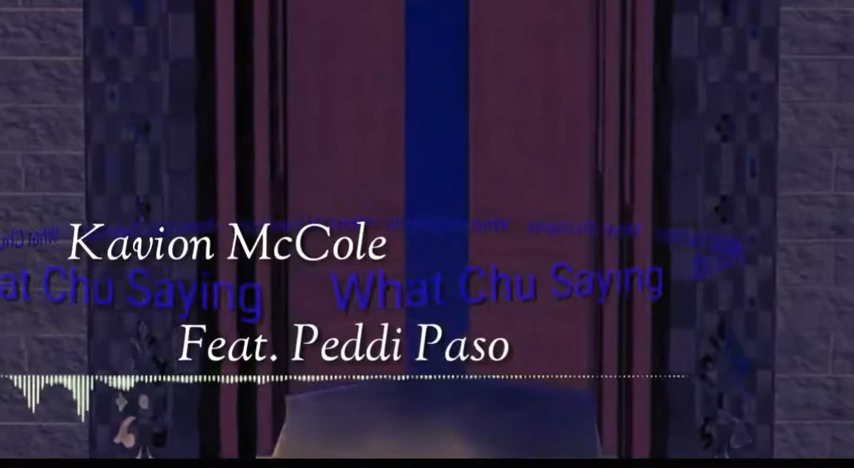 Kavion McCole
at Chu Saying What Chu Saying
Feat. Peddi Paso